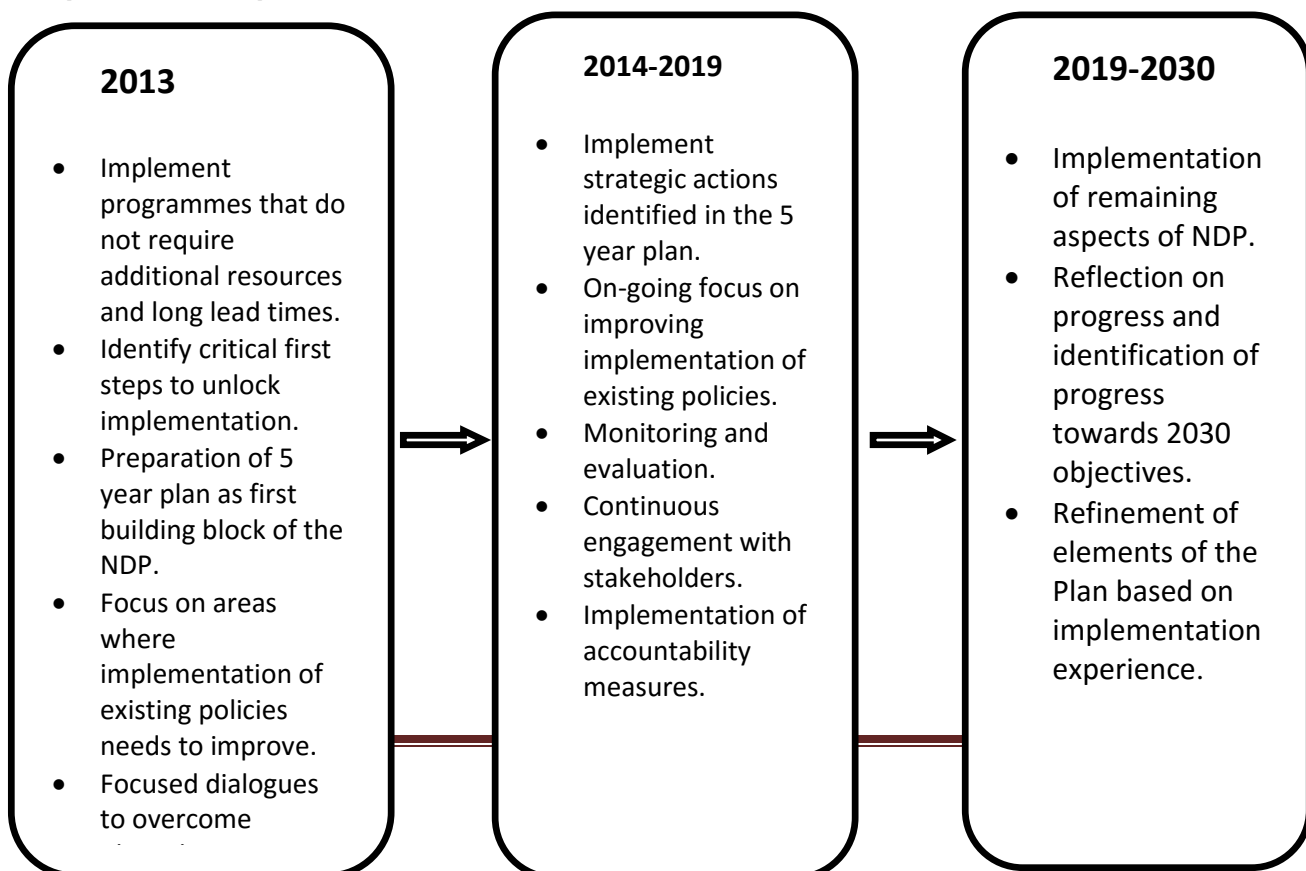 2013
• Implement
programmes that do
not require
additional resources
and long lead times.
• Identify critical first
steps to unlock
implementation.
• Preparation of 5
year plan as first
building block of the
NDP.
• Focus on areas
where
implementation of
existing policies
needs to improve.
• Focused dialogues
to overcome
2014-2019
• Implement
strategic actions
identified in the 5
year plan.
• On-going focus on
improving
implementation of
existing policies.
• Monitoring and
evaluation.
• Continuous
engagement with
stakeholders.
• Implementation of
accountability
measures.
2019-2030
• Implementation
of remaining
aspects of NDP.
• Reflection on
progress and
identification of
progress
towards 2030
objectives.
• Refinement of
elements of the
Plan based on
implementation
experience.